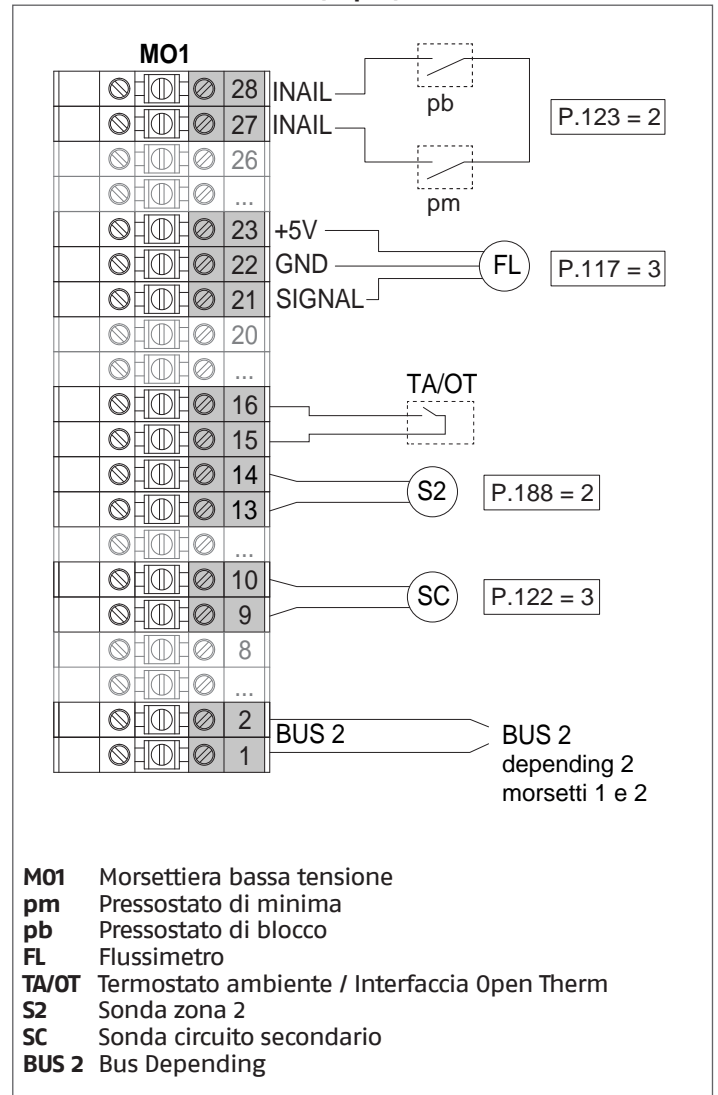 MO1
28 INAIL
pb
P.123 = 2
27 INAIL
26
pm
...
23 +5V
22 GND
FL
P.117 = 3
21 SIGNAL
20
...
TA/OT
16
15
14
S2
P.188 = 2
13
...
10
SC
P.122 = 3
9
8
...
2
BUS 2
BUS 2
1
depending 2
morsetti 1 e 2
MO1 Morsettiera bassa tensione
pm Pressostato di minima
pb Pressostato di blocco
FL Flussimetro
TA/OT Termostato ambiente / Interfaccia Open Therm
S2 Sonda zona 2
SC Sonda circuito secondario
BUS 2 Bus Depending